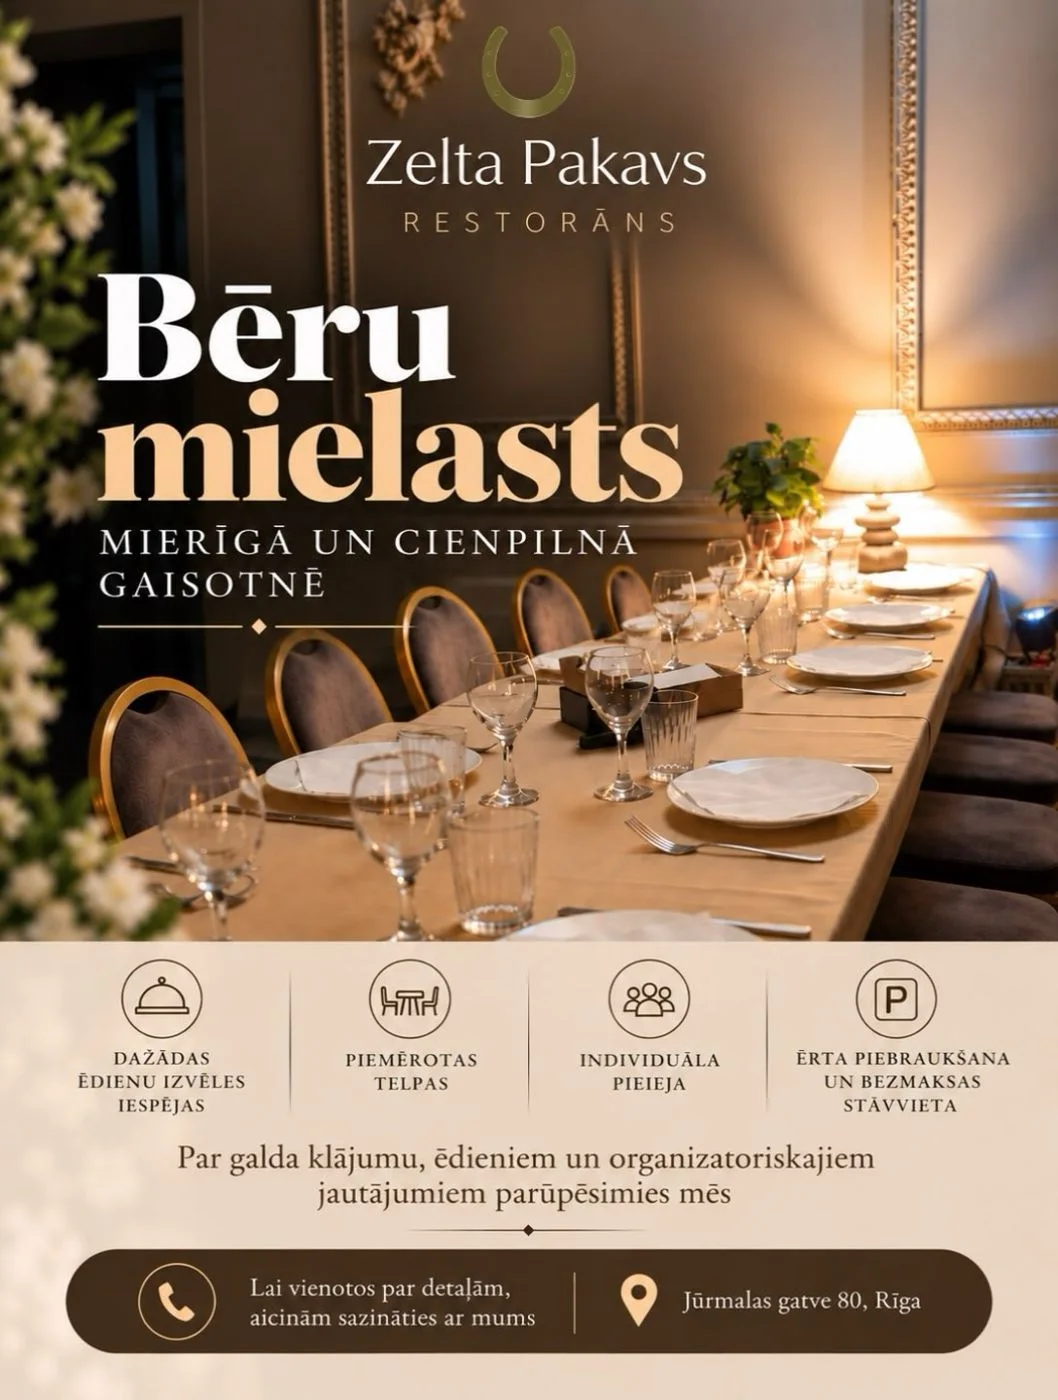 Zelta Pakavs
RESTORĀNS
Bēru
mielasts
MIERĪGĀ UN CIENPILNĀ
GAISOTNĒ
DAŽĀDAS
ĒDIENU IZVĒLES
IESPĒJAS
PIEMĒROTAS
TELPAS
INDIVIDUĀLA
PIEIEJA
P
ĒRTA PIEBRAUKŠANA
UN BEZMAKSAS
STĀVVIETA
Par galda klājumu, ēdieniem un organizatoriskajiem
jautājumiem parūpēsimies mēs
Lai vienotos par detaļām,
aicinām sazināties ar mums
Jūrmalas gatve 80, Rīga